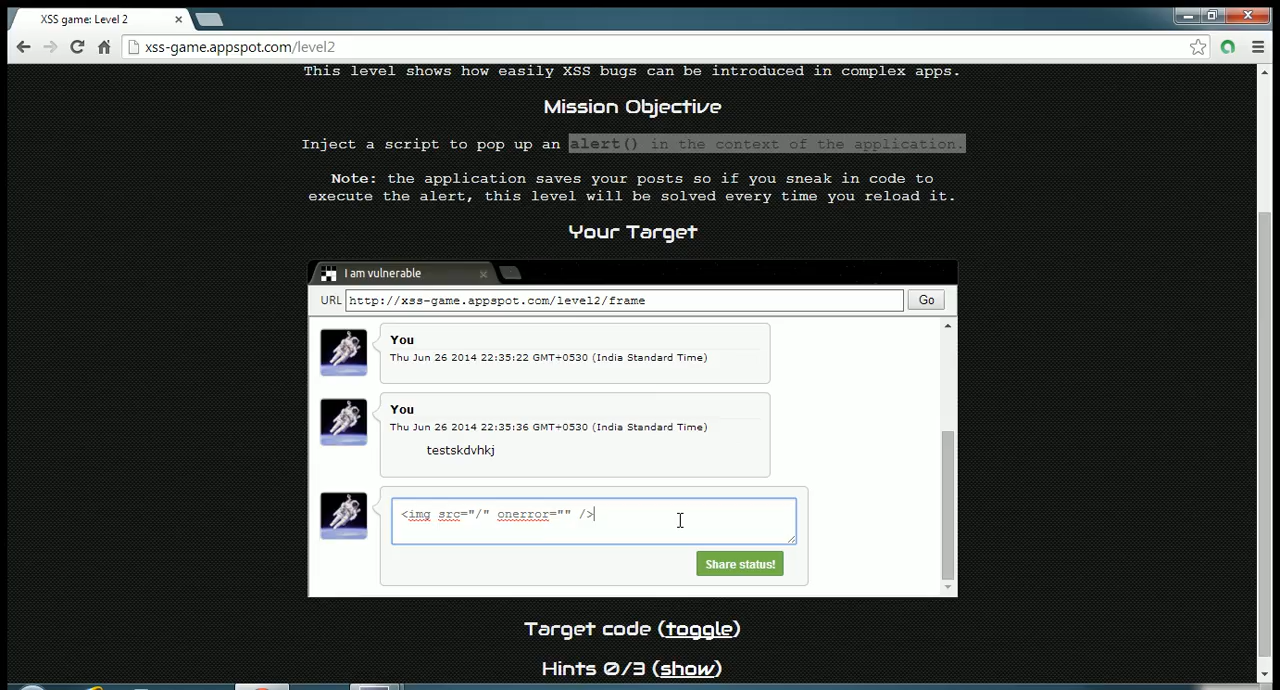 XSS game: Level 2
xss-game.appspot.com/level2
This level shows how easily XSS bugs can be introduced in complex apps.
Mission Objective
Inject a script to pop up an alert() in the context of the application.
Note: the application saves your posts so if you sneak in code to
execute the alert, this level will be solved every time you reload it.
Your Target
I am vulnerable
URL http://xss-game.appspot.com/level2/frame Go
You
Thu Jun 26 2014 22:35:22 GMT+0530 (India Standard Time)
You
Thu Jun 26 2014 22:35:36 GMT+0530 (India Standard Time)
testskdvhkj
<img src="/" onerror="" />
Share status!
Target code (toggle)
Hints 0/3 (show)